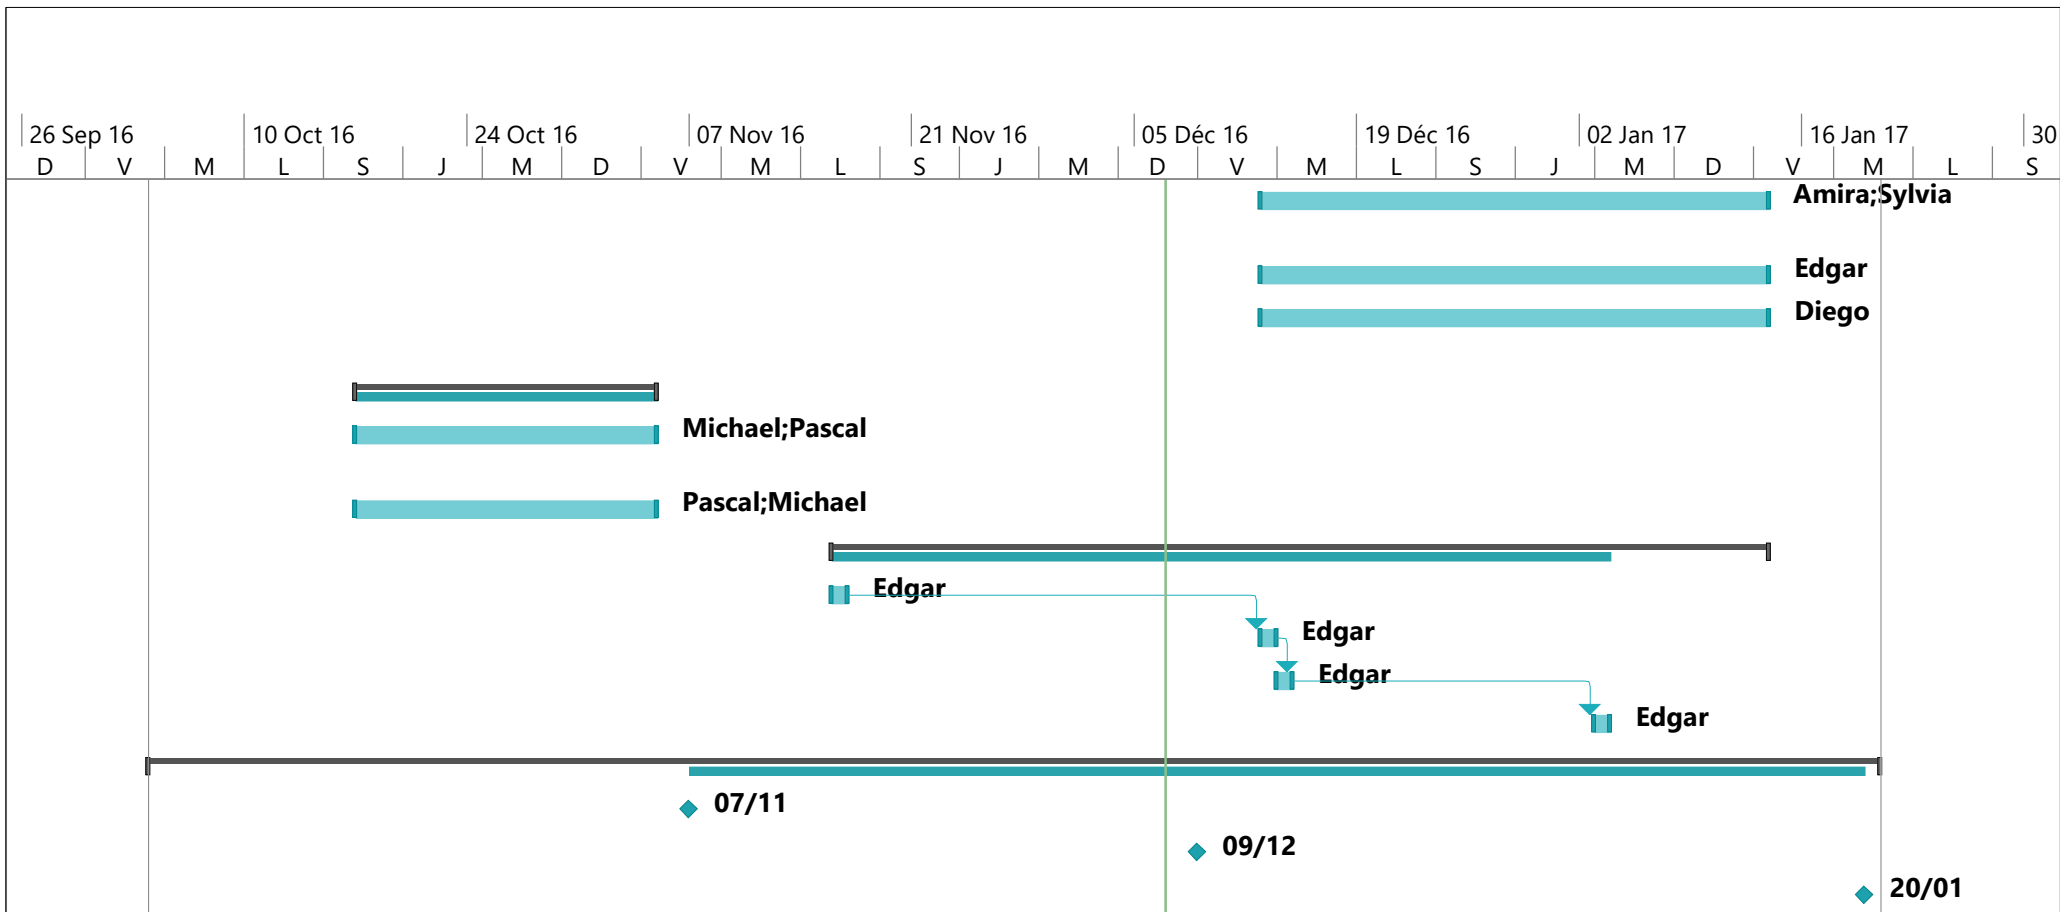 26 Sep 16 10 Oct 16 24 Oct 16 07 Nov 16 21 Nov 16 05 Déc 16 19 Déc 16 02 Jan 17 16 Jan 17 30
D V M L S J M D V M L S J M D V M L S J M D V M L S
Amira;Sylvia
Edgar
Diego
Michael;Pascal
Pascal;Michael
Edgar
Edgar
Edgar
Edgar
07/11
09/12
20/01